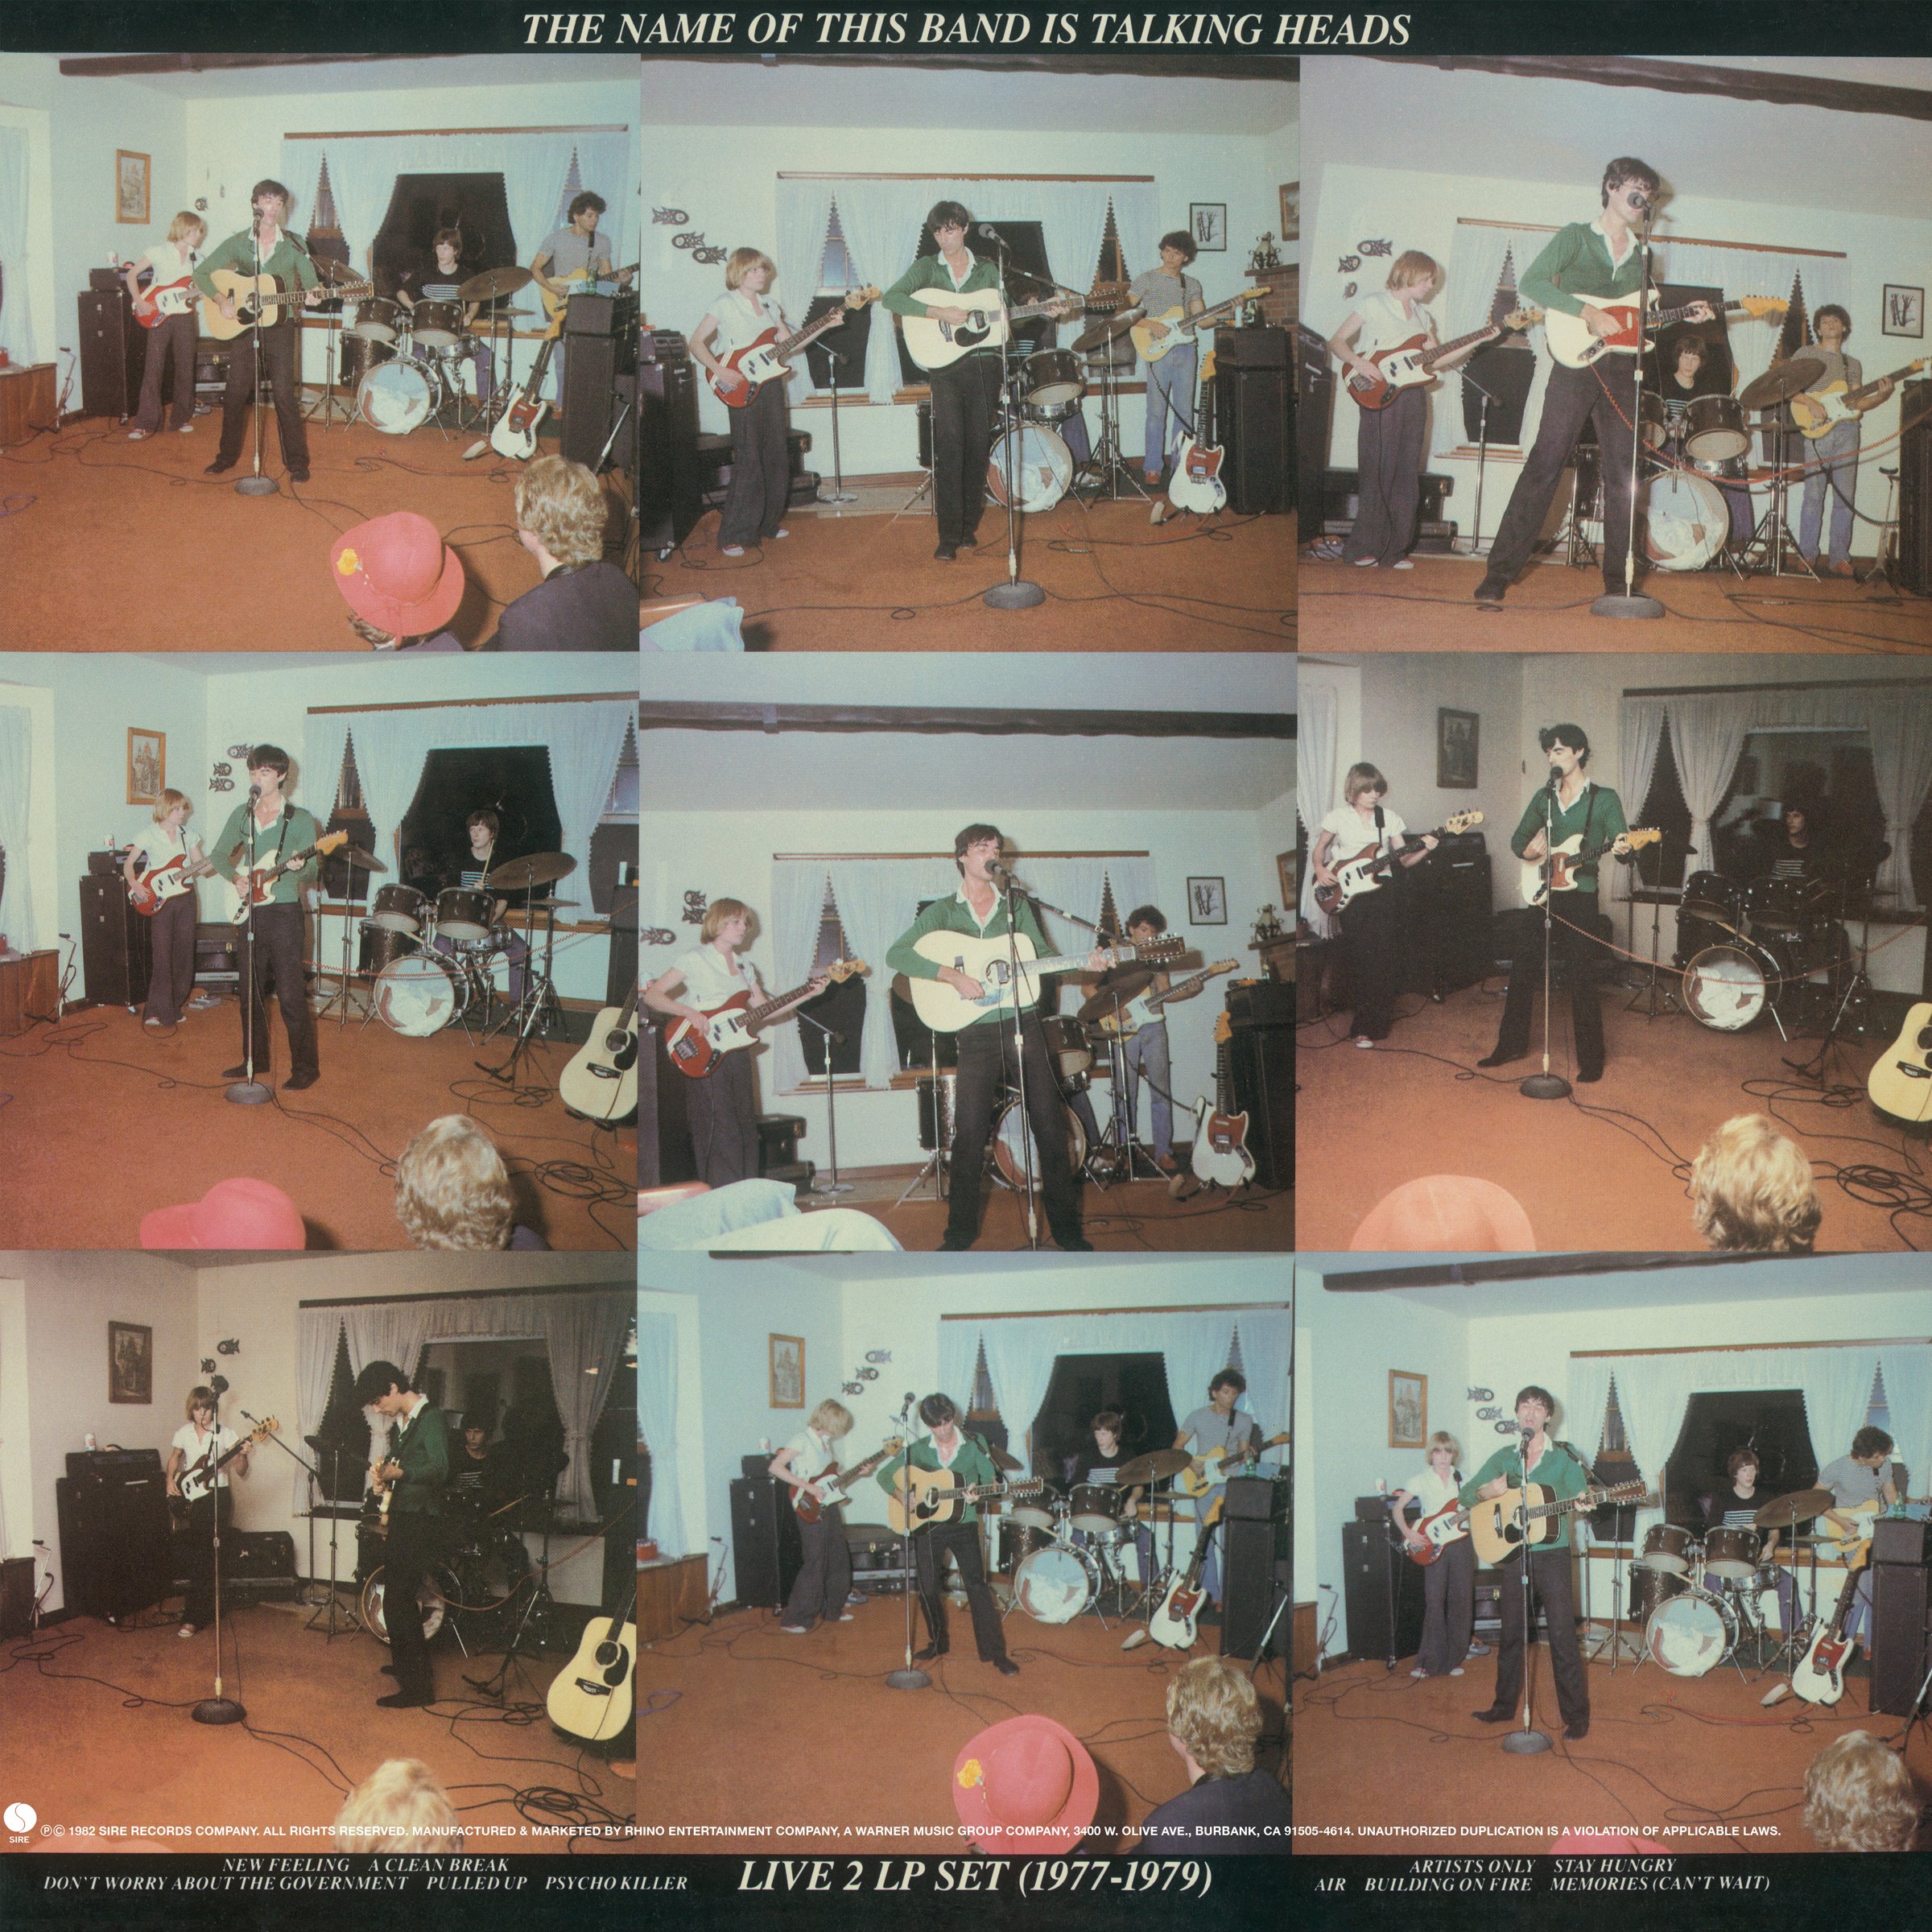 THE NAME OF THIS BAND IS TALKING HEADS
SIRE
ⓅⒸ 1982 SIRE RECORDS COMPANY. ALL RIGHTS RESERVED. MANUFACTURED & MARKETED BY RHINO ENTERTAINMENT COMPANY, A WARNER MUSIC GROUP COMPANY, 3400 W. OLIVE AVE., BURBANK, CA 91505-4614. UNAUTHORIZED DUPLICATION IS A VIOLATION OF APPLICABLE LAWS.
NEW FEELING A CLEAN BREAK
DON'T WORRY ABOUT THE GOVERNMENT PULLED UP PSYCHO KILLER
LIVE 2 LP SET (1977-1979)
ARTISTS ONLY STAY HUNGRY
AIR BUILDING ON FIRE MEMORIES (CAN'T WAIT)